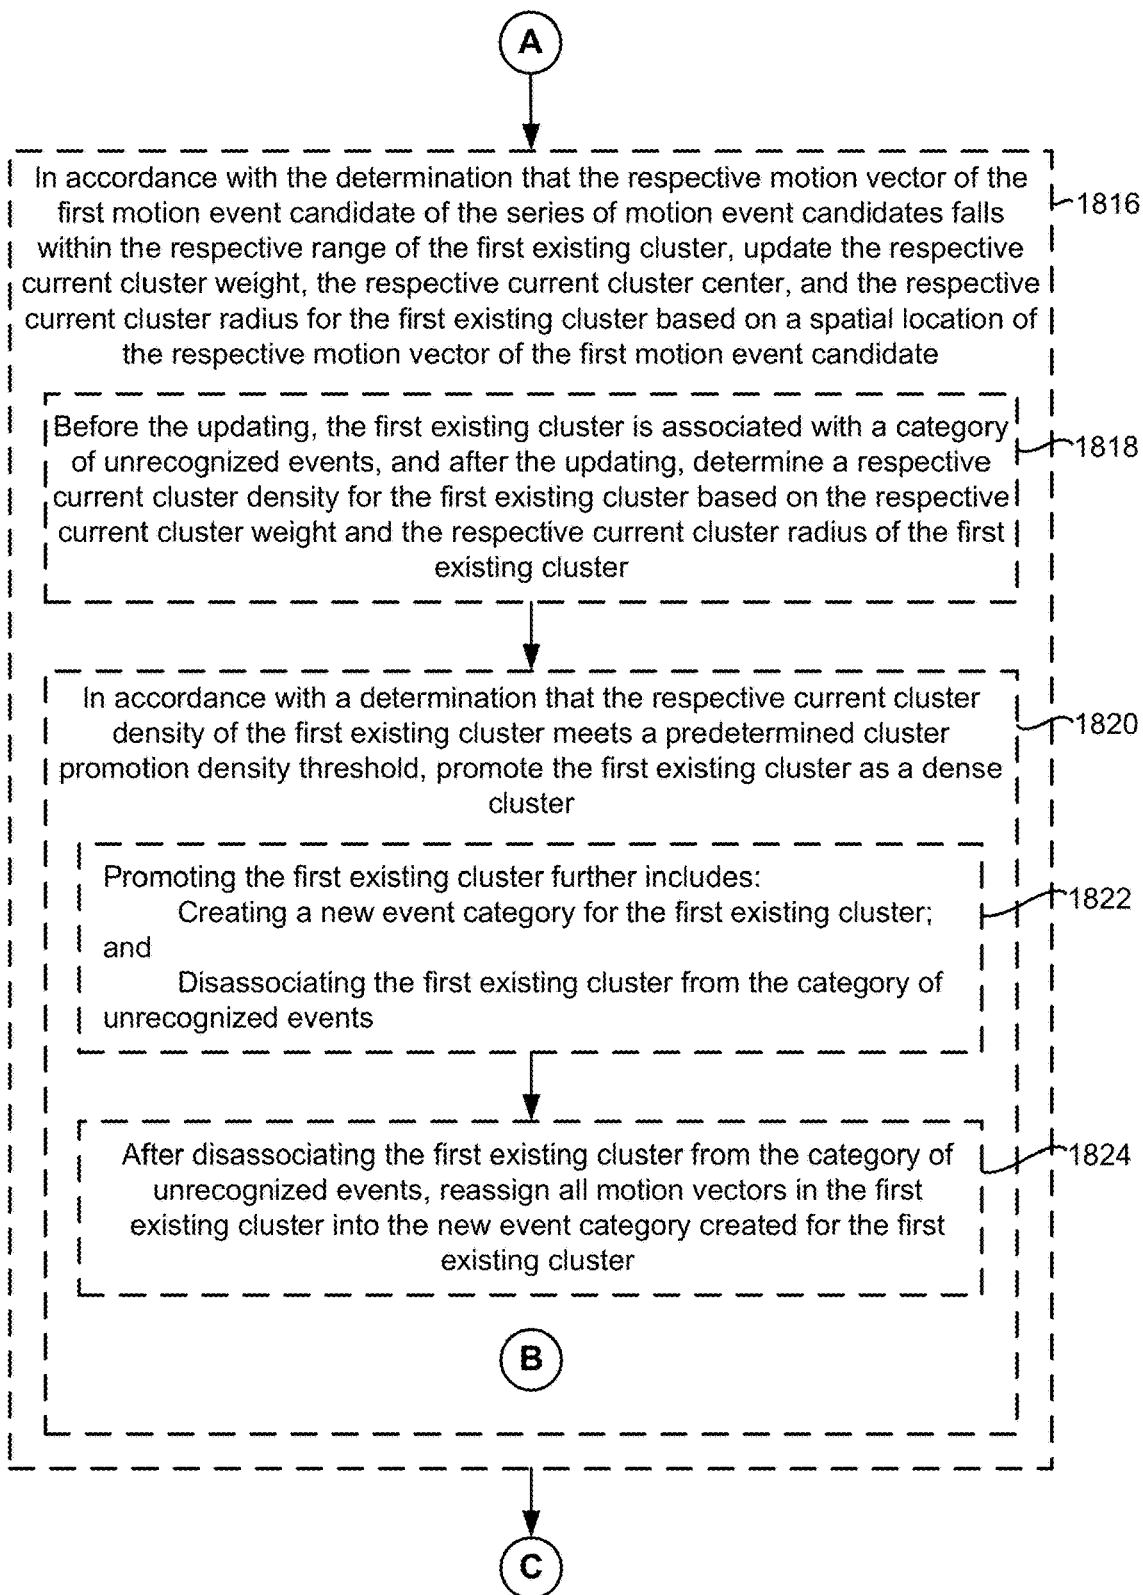 A
In accordance with the determination that the respective motion vector of the
first motion event candidate of the series of motion event candidates falls
within the respective range of the first existing cluster, update the respective
current cluster weight, the respective current cluster center, and the respective
current cluster radius for the first existing cluster based on a spatial location of
the respective motion vector of the first motion event candidate
1816
Before the updating, the first existing cluster is associated with a category
of unrecognized events, and after the updating, determine a respective
current cluster density for the first existing cluster based on the respective
current cluster weight and the respective current cluster radius of the first
existing cluster
1818
In accordance with a determination that the respective current cluster
density of the first existing cluster meets a predetermined cluster
promotion density threshold, promote the first existing cluster as a dense
cluster
1820
Promoting the first existing cluster further includes:
Creating a new event category for the first existing cluster;
and
Disassociating the first existing cluster from the category of
unrecognized events
1822
After disassociating the first existing cluster from the category of
unrecognized events, reassign all motion vectors in the first
existing cluster into the new event category created for the first
existing cluster
1824
B
C